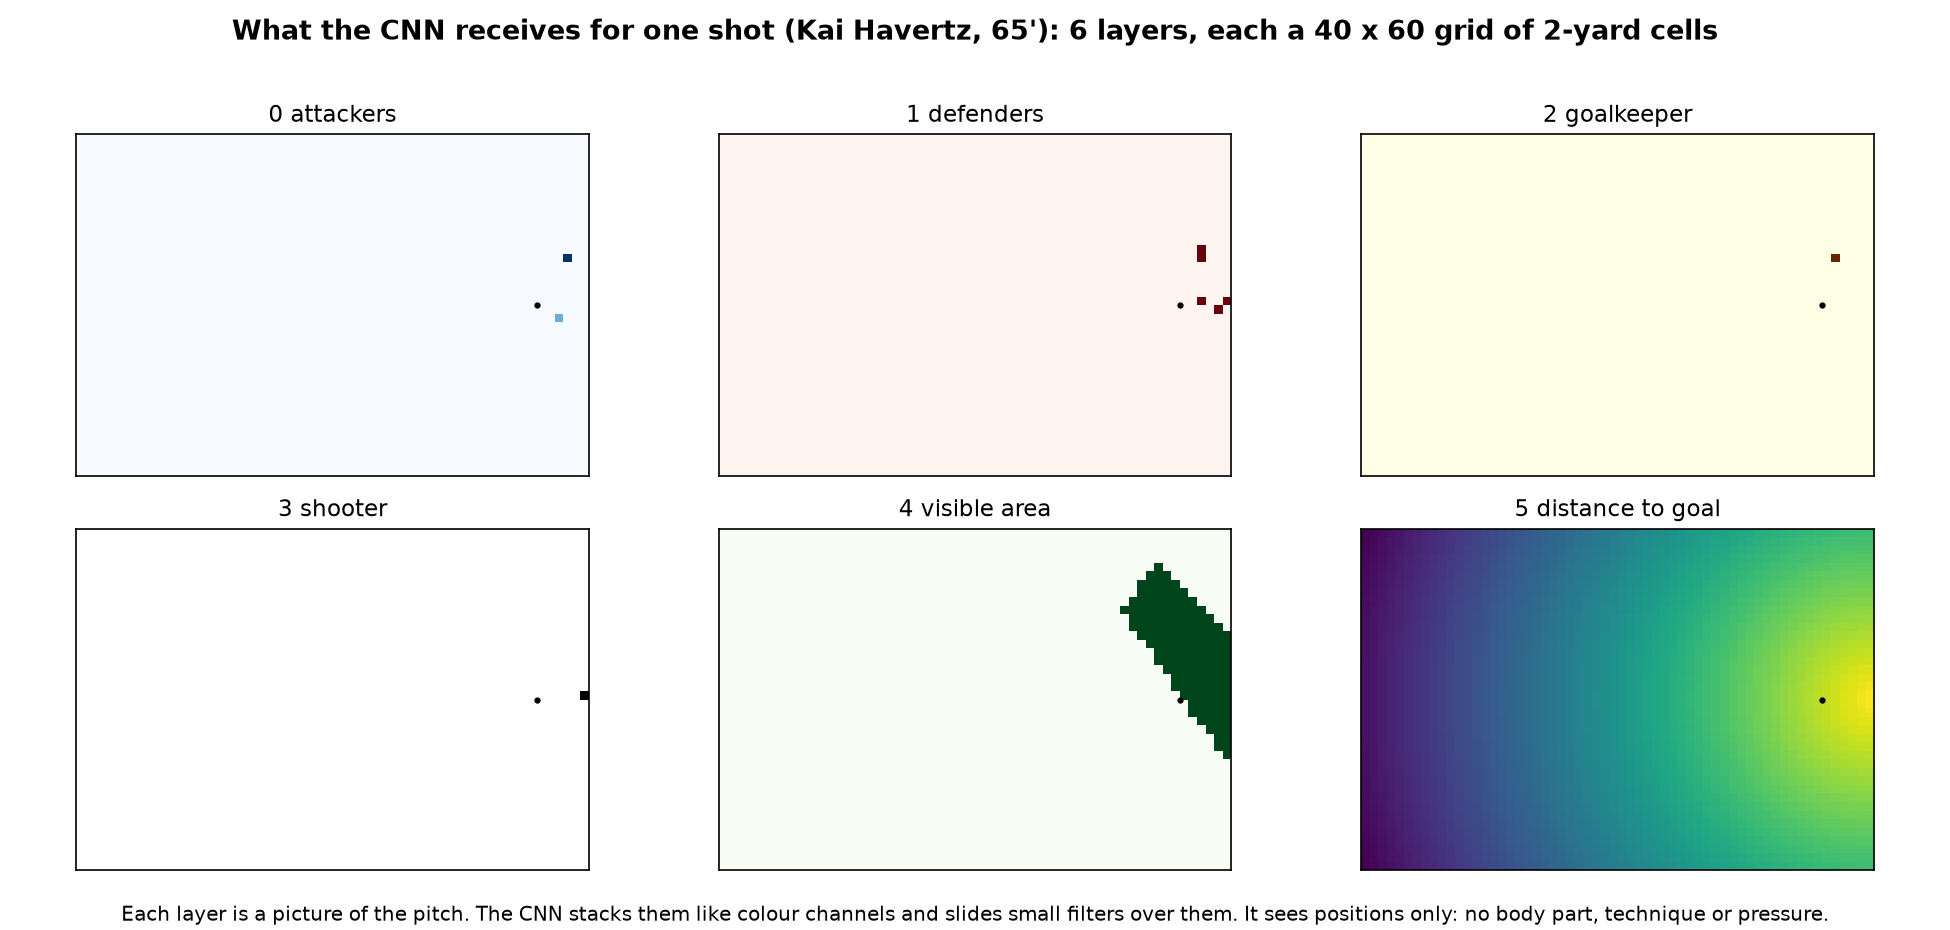 What the CNN receives for one shot (Kai Havertz, 65'): 6 layers, each a 40 x 60 grid of 2-yard cells
0 attackers
1 defenders
2 goalkeeper
3 shooter
4 visible area
5 distance to goal
Each layer is a picture of the pitch. The CNN stacks them like colour channels and slides small filters over them. It sees positions only: no body part, technique or pressure.